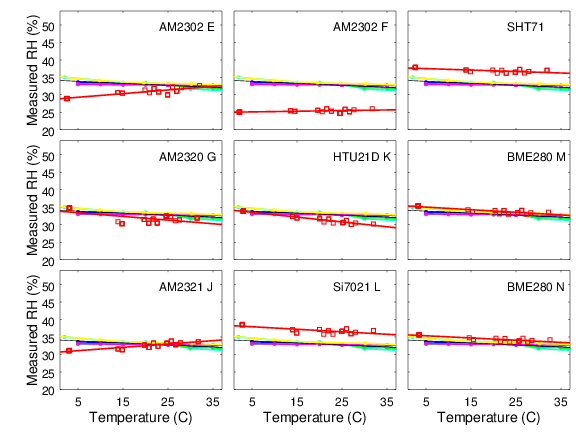 AM2302 E
AM2302 F
SHT71
Measured RH (%)
50
45
40
35
30
25
20
AM2320 G
HTU21D K
BME280 M
Measured RH (%)
50
45
40
35
30
25
20
AM2321 J
Si7021 L
BME280 N
Measured RH (%)
50
45
40
35
30
25
20
5 15 25 35
5 15 25 35
5 15 25 35
Temperature (C)
Temperature (C)
Temperature (C)